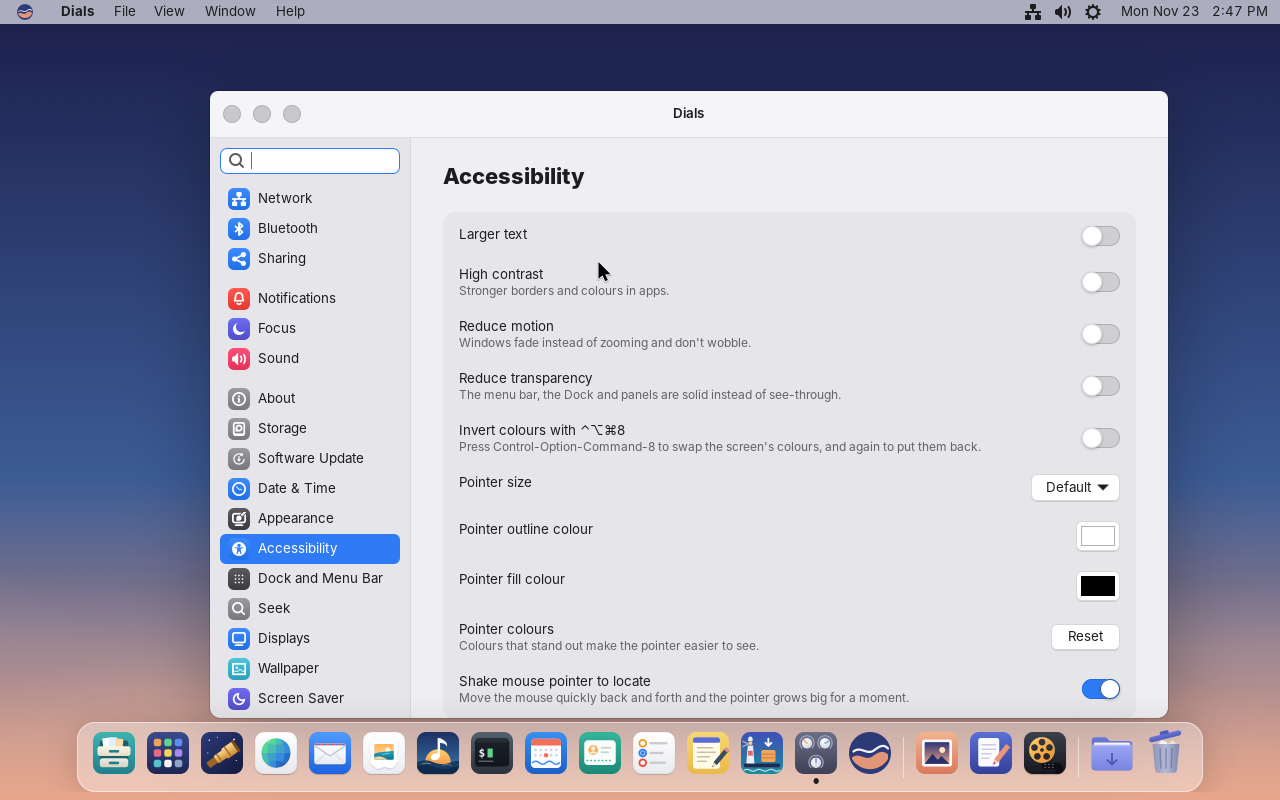 Dials File View Window Help Mon Nov 23 2:47 PM
Dials
Network
Bluetooth
Sharing
Notifications
Focus
Sound
About
Storage
Software Update
Date & Time
Appearance
Accessibility
Dock and Menu Bar
Seek
Displays
Wallpaper
Screen Saver
Accessibility
Larger text
High contrast
Stronger borders and colours in apps.
Reduce motion
Windows fade instead of zooming and don't wobble.
Reduce transparency
The menu bar, the Dock and panels are solid instead of see-through.
Invert colours with ^⌥⌘8
Press Control-Option-Command-8 to swap the screen's colours, and again to put them back.
Pointer size
Default
Pointer outline colour
Pointer fill colour
Pointer colours
Colours that stand out make the pointer easier to see.
Reset
Shake mouse pointer to locate
Move the mouse quickly back and forth and the pointer grows big for a moment.
$